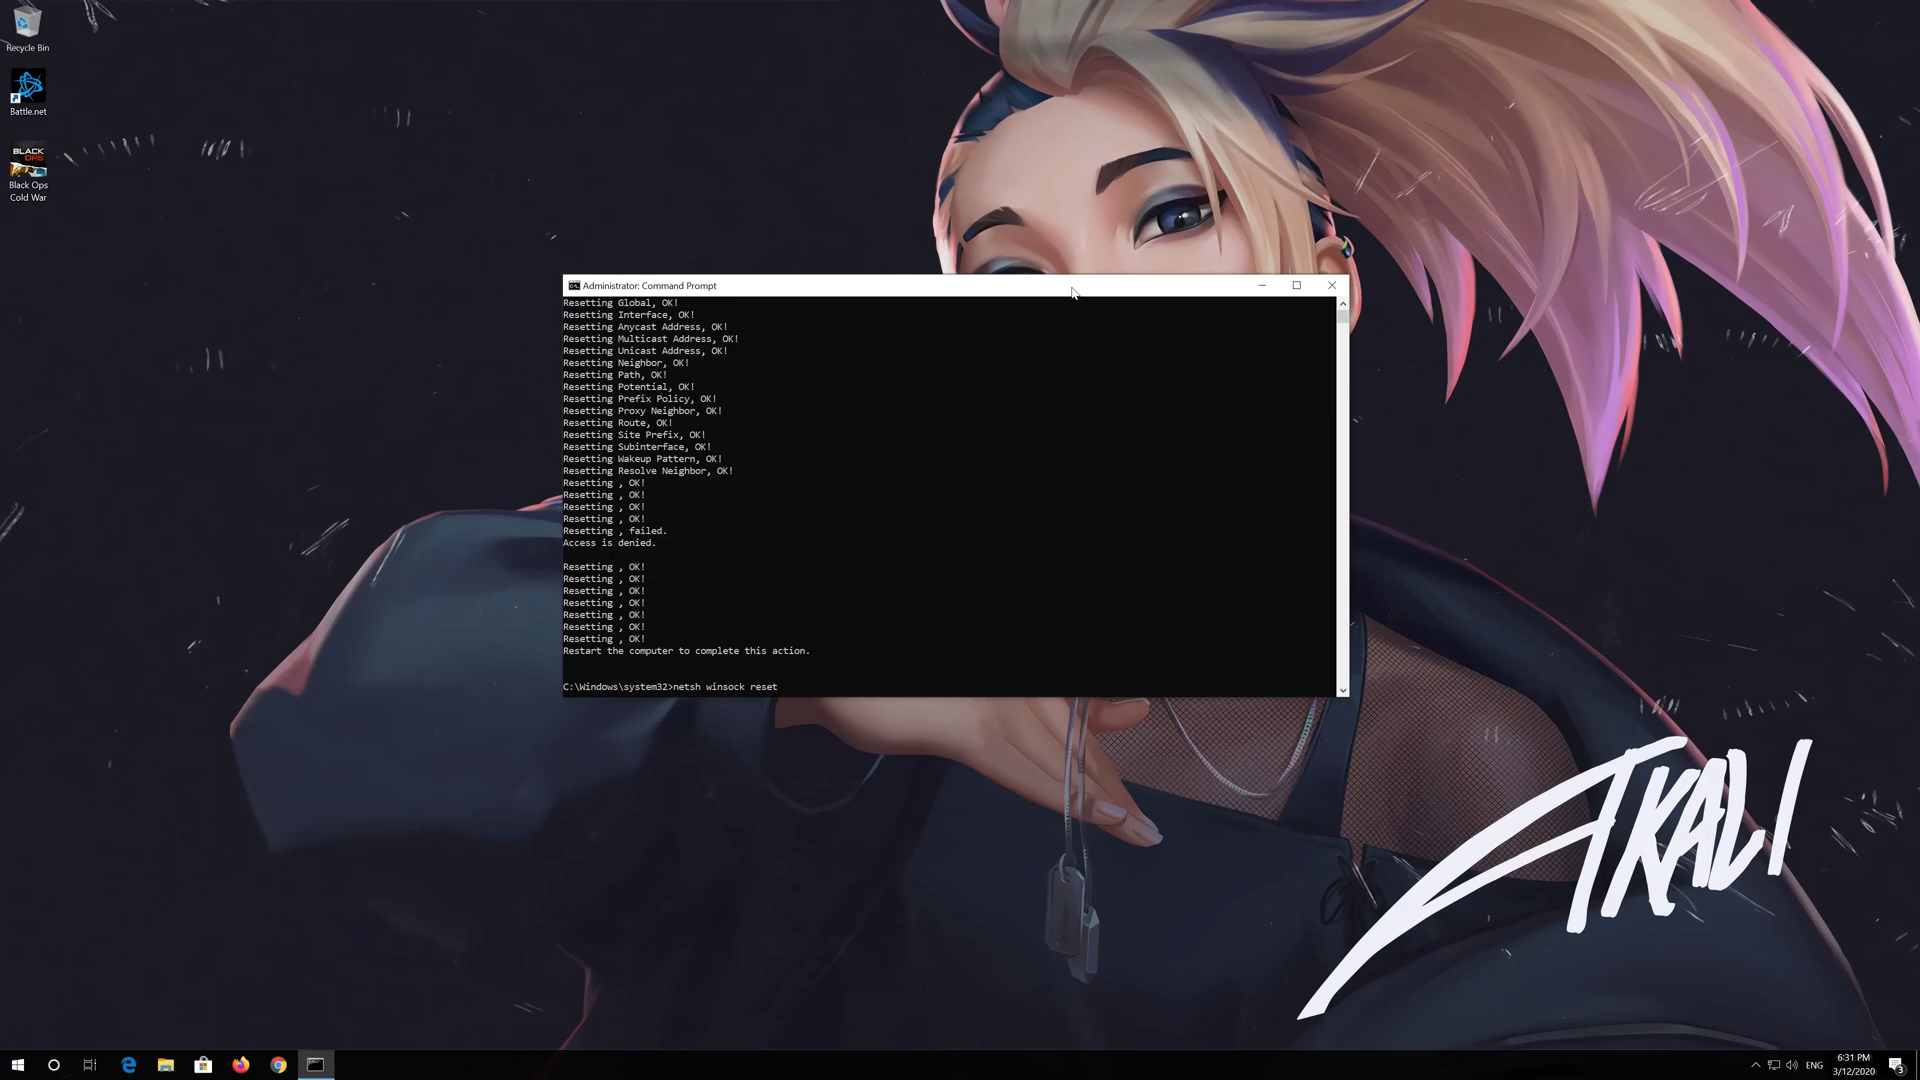 Recycle Bin
Battle.net
BLACK
OPS
Black Ops
Cold War
Administrator: Command Prompt
Resetting Global, OK!
Resetting Interface, OK!
Resetting Anycast Address, OK!
Resetting Multicast Address, OK!
Resetting Unicast Address, OK!
Resetting Neighbor, OK!
Resetting Path, OK!
Resetting Potential, OK!
Resetting Prefix Policy, OK!
Resetting Proxy Neighbor, OK!
Resetting Route, OK!
Resetting Site Prefix, OK!
Resetting Subinterface, OK!
Resetting Wakeup Pattern, OK!
Resetting Resolve Neighbor, OK!
Resetting , OK!
Resetting , OK!
Resetting , OK!
Resetting , OK!
Resetting , failed.
Access is denied.
Resetting , OK!
Resetting , OK!
Resetting , OK!
Resetting , OK!
Resetting , OK!
Resetting , OK!
Resetting , OK!
Restart the computer to complete this action.
C:\Windows\system32>netsh winsock reset
AKALI
ENG
6:31 PM
3/12/2020
3